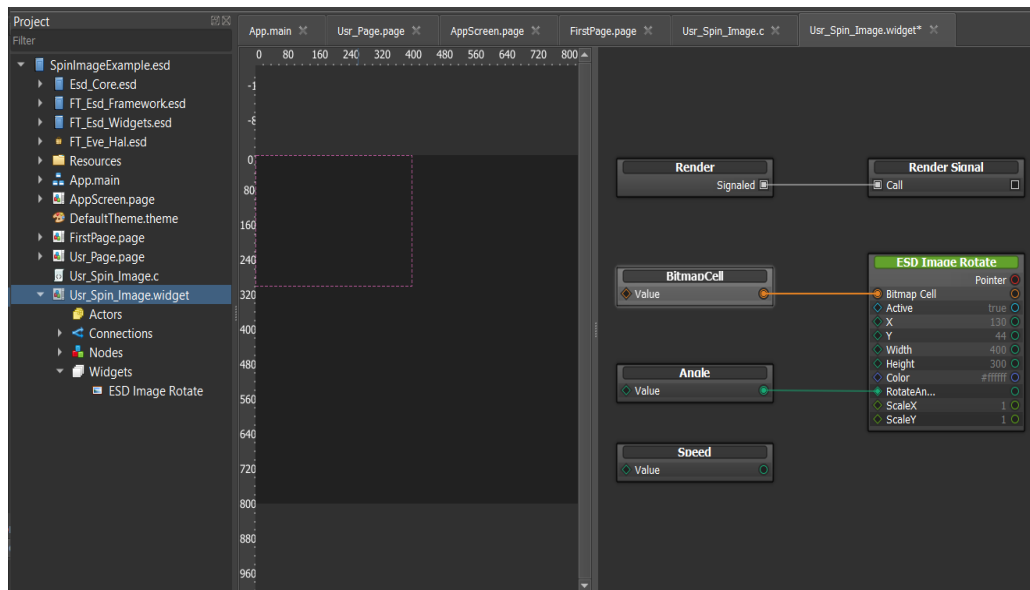 Project
Filter
SpinImageExample.esd
Esd_Core.esd
FT_Esd_Framework.esd
FT_Esd_Widgets.esd
FT_Eve_Hal.esd
Resources
App.main
AppScreen.page
DefaultTheme.theme
FirstPage.page
Usr_Page.page
Usr_Spin_Image.c
Usr_Spin_Image.widget
Actors
Connections
Nodes
Widgets
ESD Image Rotate
App.main
Usr_Page.page
AppScreen.page
FirstPage.page
Usr_Spin_Image.c
Usr_Spin_Image.widget*
0 80 160 240 320 400 480 560 640 720 800
-1
-8
0
80
160
240
320
400
480
560
640
720
800
880
960
Render
Signaled
Render Signal
Call
BitmapCell
Value
Angle
Value
Speed
Value
ESD Image Rotate
Pointer
Bitmap Cell
Active true
X 130
Y 44
Width 400
Height 300
Color #ffffff
RotateAn...
ScaleX 1
ScaleY 1